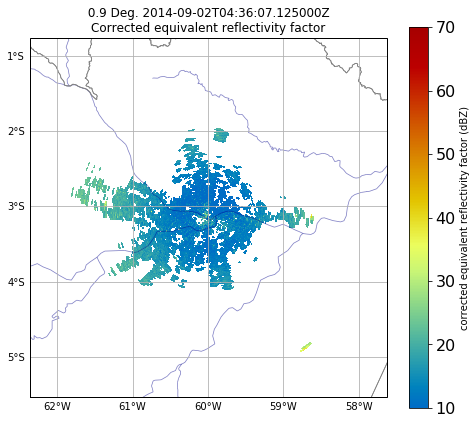 0.9 Deg. 2014-09-02T04:36:07.125000Z
Corrected equivalent reflectivity factor
1°S
2°S
3°S
4°S
5°S
62°W
61°W
60°W
59°W
58°W
70
60
50
40
30
20
10
corrected equivalent reflectivity factor (dBZ)